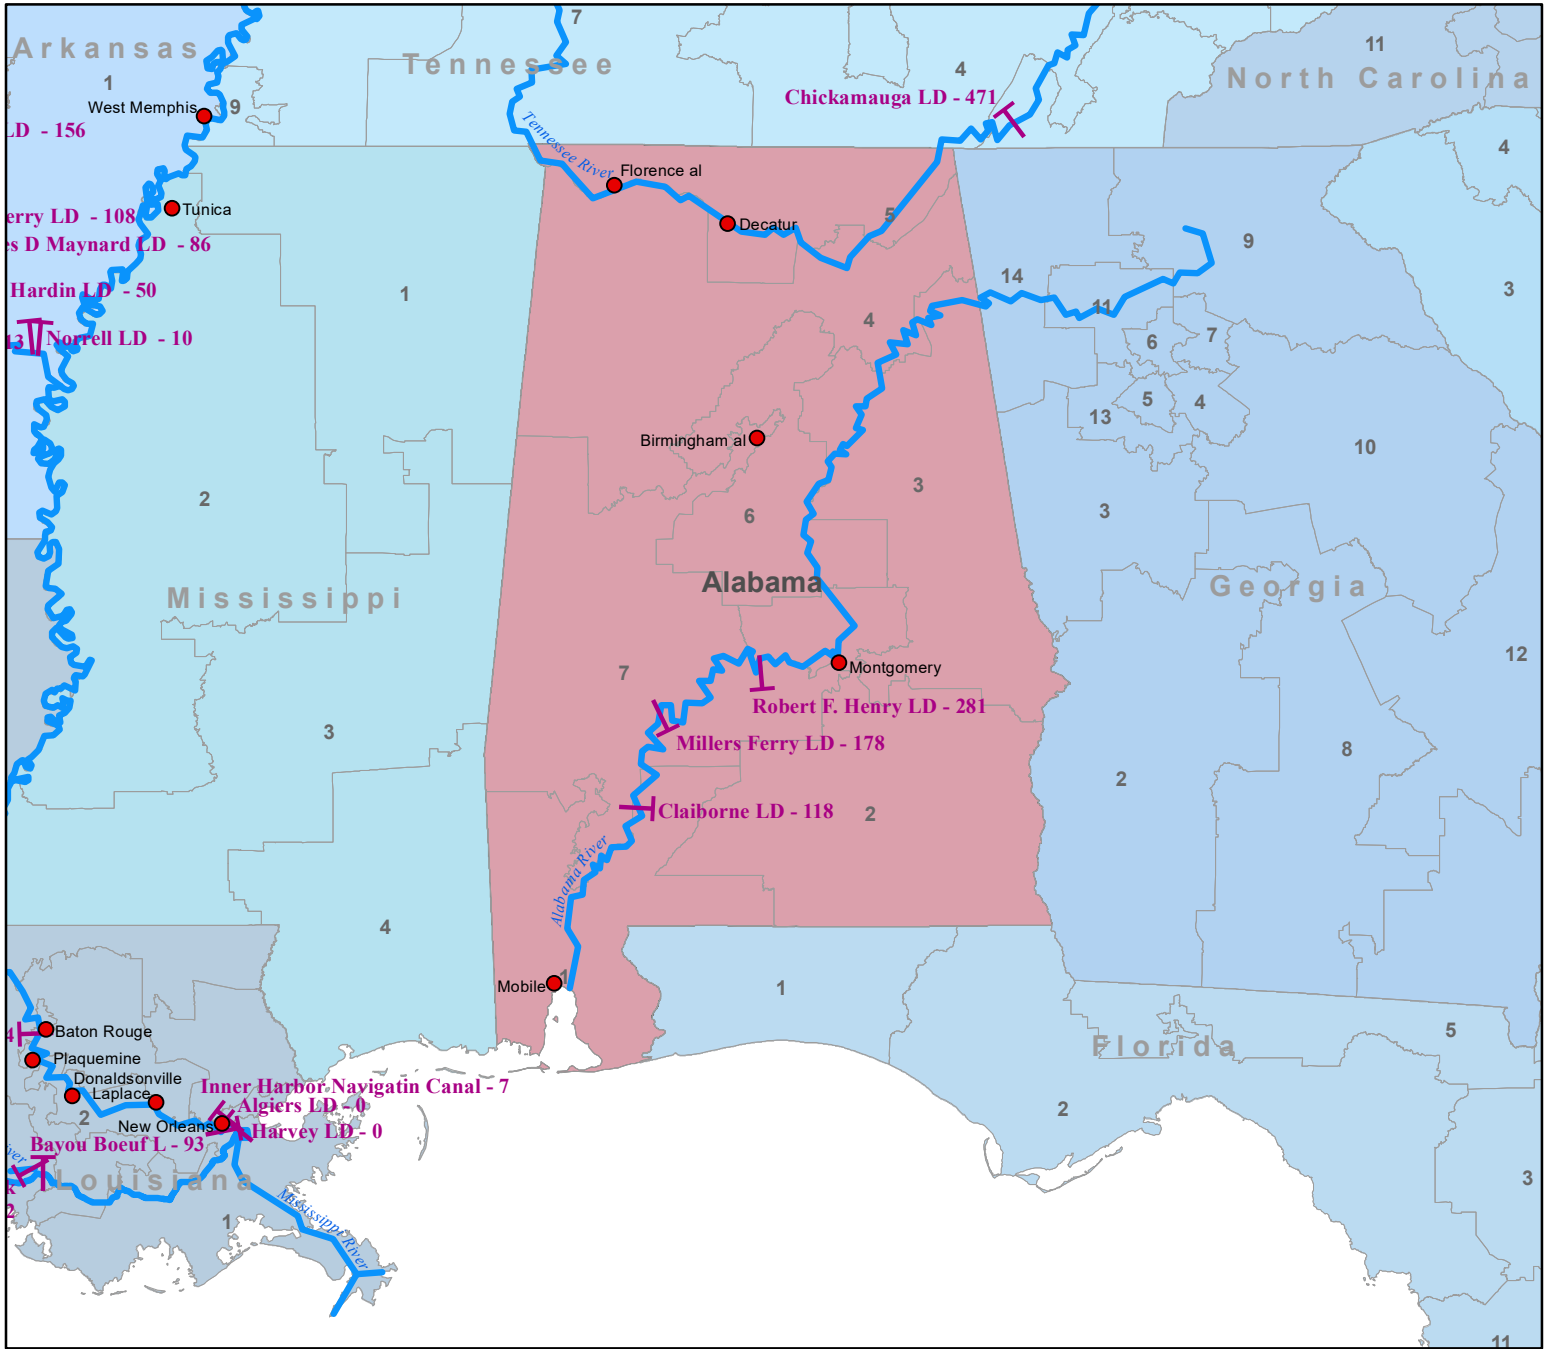 7
Arkansas
Tennessee
11
4
North Carolina
1
Chickamauga LD - 471
West Memphis
9
LD - 156
Tennessee River
4
Florence al
Tunica
erry LD - 108
5
Decatur
es D Maynard LD - 86
9
14
Hardin LD - 50
1
3
11
4
13
Norrell LD - 10
6
7
5
4
13
Birmingham al
10
3
2
6
3
Alabama
Georgia
Mississippi
12
7
Montgomery
Robert F. Henry LD - 281
3
Millers Ferry LD - 178
8
2
Claiborne LD - 118
2
Alabama River
4
1
Mobile
1
4
Baton Rouge
5
Plaquemine
Florida
Donaldsonville
Inner Harbor Navigatin Canal - 7
Laplace
Algiers LD - 0
2
2
New Orleans
Harvey LD - 0
Bayou Boeuf L - 93
iver
Louisiana
3
k
2
Mississippi River
1
11